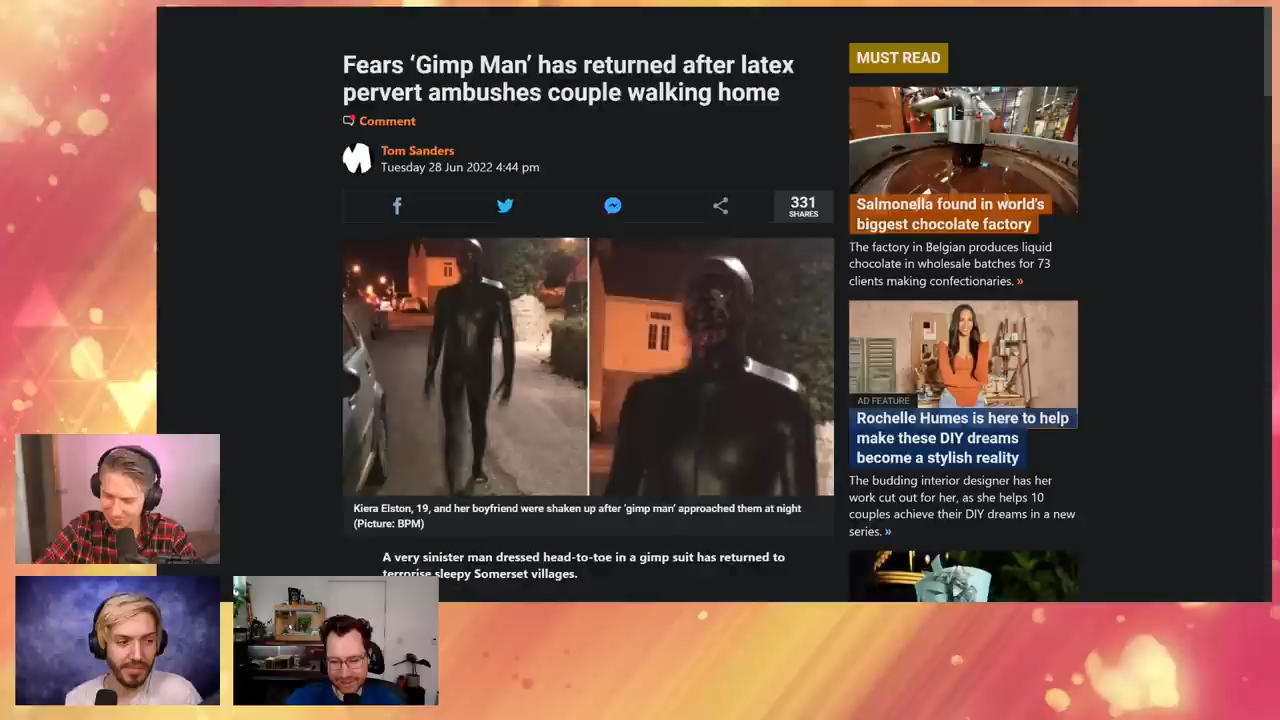 Fears ‘Gimp Man’ has returned after latex
pervert ambushes couple walking home
Comment
Tom Sanders
Tuesday 28 Jun 2022 4:44 pm
331
SHARES
Kiera Elston, 19, and her boyfriend were shaken up after ‘gimp man’ approached them at night
(Picture: BPM)
A very sinister man dressed head-to-toe in a gimp suit has returned to
terrorise sleepy Somerset villages.
MUST READ
Salmonella found in world’s
biggest chocolate factory
The factory in Belgian produces liquid
chocolate in wholesale batches for 73
clients making confectionaries. »
AD FEATURE
Rochelle Humes is here to help
make these DIY dreams
become a stylish reality
The budding interior designer has her
work cut out for her, as she helps 10
couples achieve their DIY dreams in a new
series. »